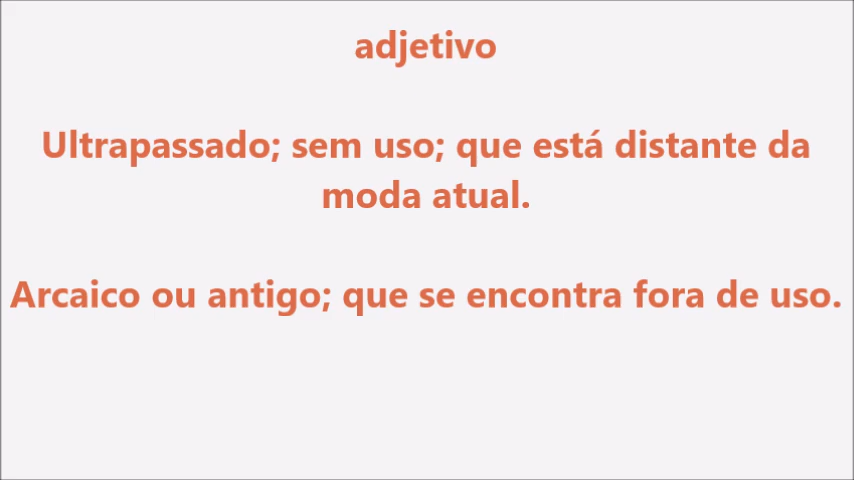 adjetivo
Ultrapassado; sem uso; que está distante da
moda atual.
Arcaico ou antigo; que se encontra fora de uso.